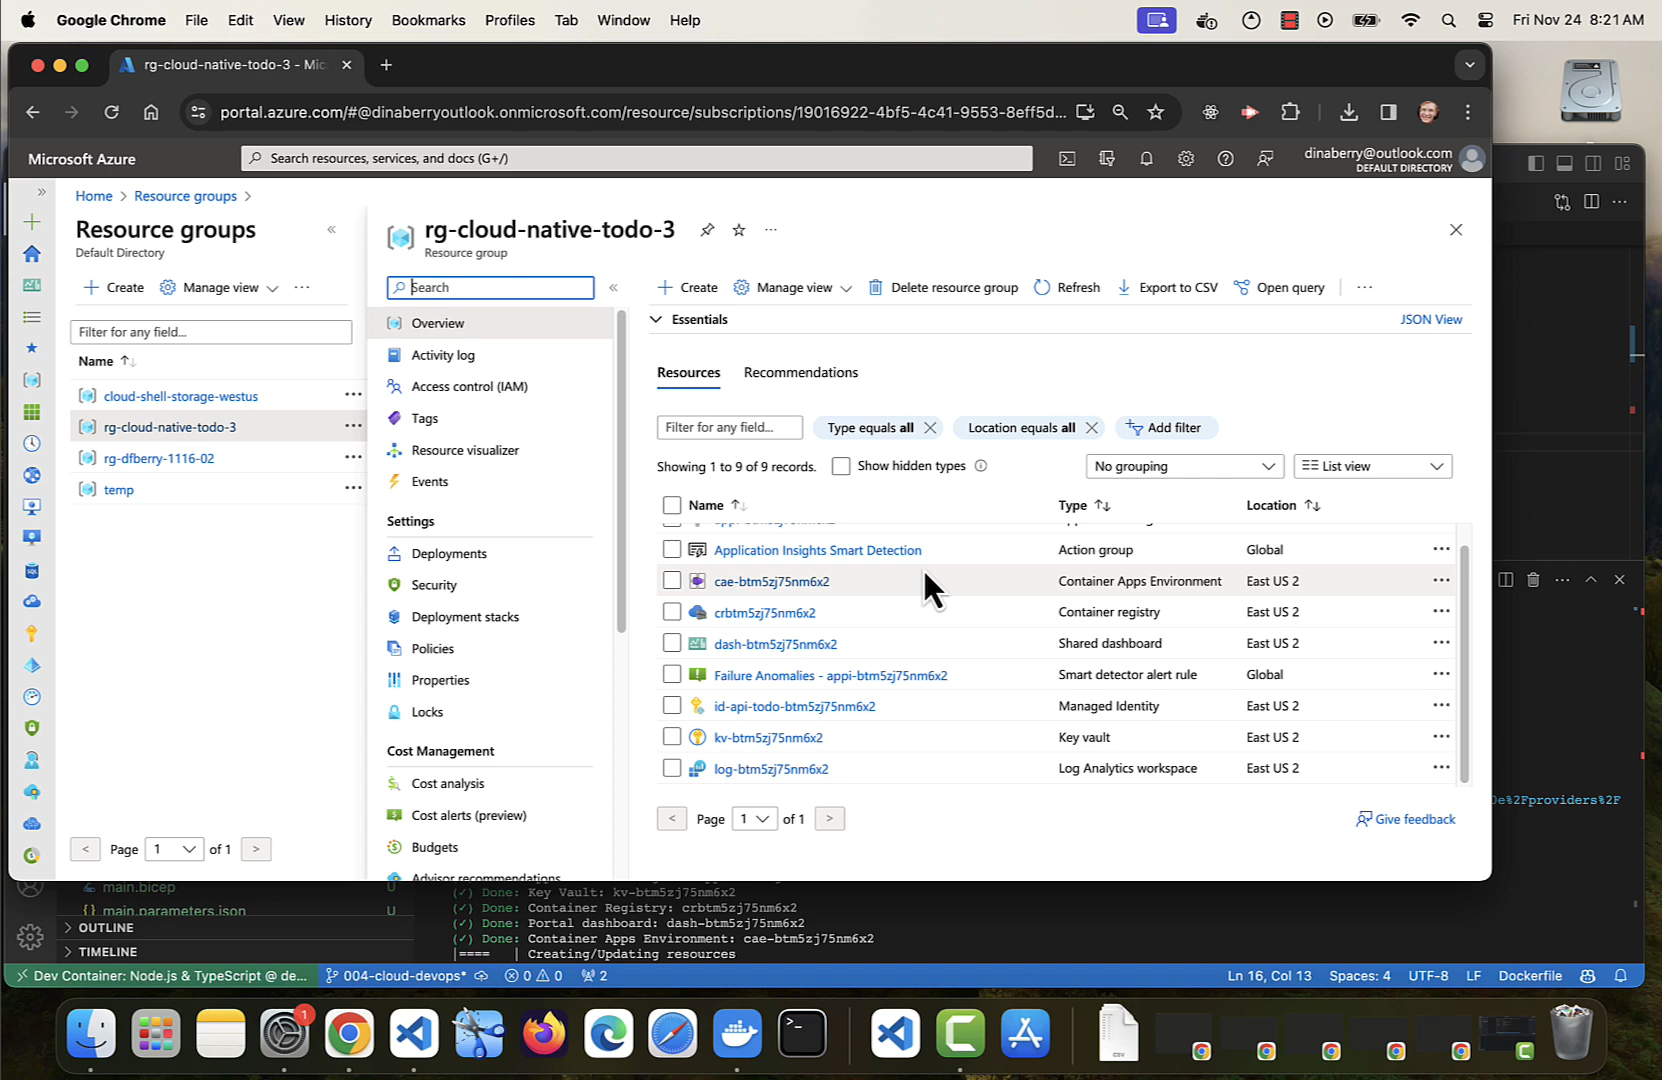 Google Chrome File Edit View History Bookmarks Profiles Tab Window Help
Fri Nov 24 8:21 AM
rg-cloud-native-todo-3 - Mic
portal.azure.com/#@dinaberryoutlook.onmicrosoft.com/resource/subscriptions/19016922-4bf5-4c41-9553-8eff5d...
Microsoft Azure
Search resources, services, and docs (G+/)
dinaberry@outlook.com
DEFAULT DIRECTORY
Home > Resource groups >
Resource groups
Default Directory
Create
Manage view
Filter for any field...
Name
cloud-shell-storage-westus
rg-cloud-native-todo-3
rg-dfberry-1116-02
temp
< Page 1 of 1 >
rg-cloud-native-todo-3
Resource group
Search
Overview
Activity log
Access control (IAM)
Tags
Resource visualizer
Events
Settings
Deployments
Security
Deployment stacks
Policies
Properties
Locks
Cost Management
Cost analysis
Cost alerts (preview)
Budgets
Advisor recommendations
Create Manage view Delete resource group Refresh Export to CSV Open query
Essentials
JSON View
Resources Recommendations
Filter for any field... Type equals all Location equals all Add filter
Showing 1 to 9 of 9 records. Show hidden types No grouping List view
Name Type Location
Application Insights Smart Detection Action group Global
cae-btm5zj75nm6x2 Container Apps Environment East US 2
crbtm5zj75nm6x2 Container registry East US 2
dash-btm5zj75nm6x2 Shared dashboard East US 2
Failure Anomalies - appi-btm5zj75nm6x2 Smart detector alert rule Global
id-api-todo-btm5zj75nm6x2 Managed Identity East US 2
kv-btm5zj75nm6x2 Key vault East US 2
log-btm5zj75nm6x2 Log Analytics workspace East US 2
< Page 1 of 1 >
Give feedback
%2Fproviders%2F
main.bicep U
{} main.parameters.json U
OUTLINE
TIMELINE
(✓) Done: Key Vault: kv-btm5zj75nm6x2
(✓) Done: Container Registry: crbtm5zj75nm6x2
(✓) Done: Portal dashboard: dash-btm5zj75nm6x2
(✓) Done: Container Apps Environment: cae-btm5zj75nm6x2
|==== | Creating/Updating resources
Dev Container: Node.js & TypeScript @ de... 004-cloud-devops* 0 0 2
Ln 16, Col 13 Spaces: 4 UTF-8 LF Dockerfile
1
CSV